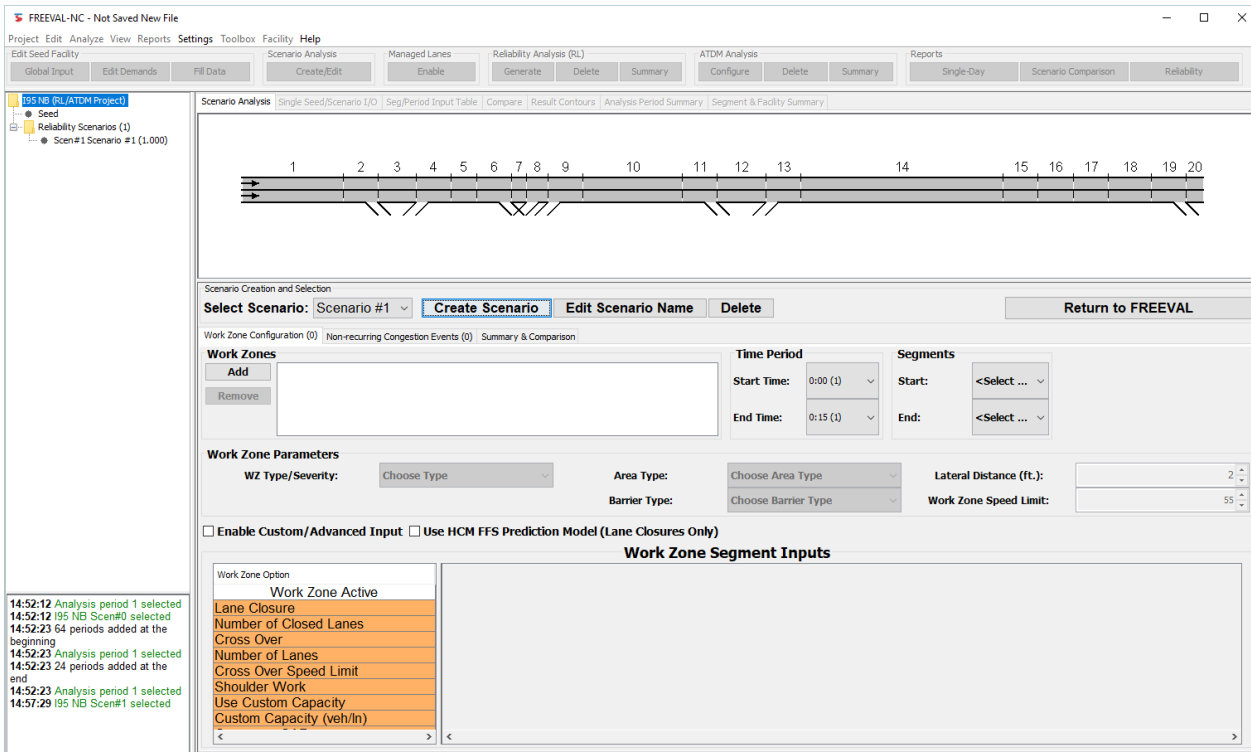 FREEVAL-NC - Not Saved New File
Project Edit Analyze View Reports Settings Toolbox Facility Help
Edit Seed Facility Scenario Analysis Managed Lanes Reliability Analysis (RL) ATDM Analysis Reports
Global Input Edit Demands Fill Data Create/Edit Enable Generate Delete Summary Configure Delete Summary Single-Day Scenario Comparison Reliability
I95 NB (RL/ATDM Project)
Seed
Reliability Scenarios (1)
Scen#1 Scenario #1 (1.000)
Scenario Analysis Single Seed/Scenario I/O Seg/Period Input Table Compare Result Contours Analysis Period Summary Segment & Facility Summary
1 2 3 4 5 6 7 8 9 10 11 12 13 14 15 16 17 18 19 20
Scenario Creation and Selection
Select Scenario: Scenario #1 Create Scenario Edit Scenario Name Delete Return to FREEVAL
Work Zone Configuration (0) Non-recurring Congestion Events (0) Summary & Comparison
Work Zones Time Period Segments
Add Start Time: 0:00 (1) Start: <Select ...
Remove
End Time: 0:15 (1) End: <Select ...
Work Zone Parameters
WZ Type/Severity: Choose Type Area Type: Choose Area Type Lateral Distance (ft.): 2
Barrier Type: Choose Barrier Type Work Zone Speed Limit: 55
Enable Custom/Advanced Input Use HCM FFS Prediction Model (Lane Closures Only)
Work Zone Segment Inputs
Work Zone Option
Work Zone Active
Lane Closure
Number of Closed Lanes
Cross Over
Number of Lanes
Cross Over Speed Limit
Shoulder Work
Use Custom Capacity
Custom Capacity (veh/ln)
14:52:12 Analysis period 1 selected
14:52:12 I95 NB Scen#0 selected
14:52:23 64 periods added at the
beginning
14:52:23 Analysis period 1 selected
14:52:23 24 periods added at the
end
14:52:23 Analysis period 1 selected
14:57:29 I95 NB Scen#1 selected